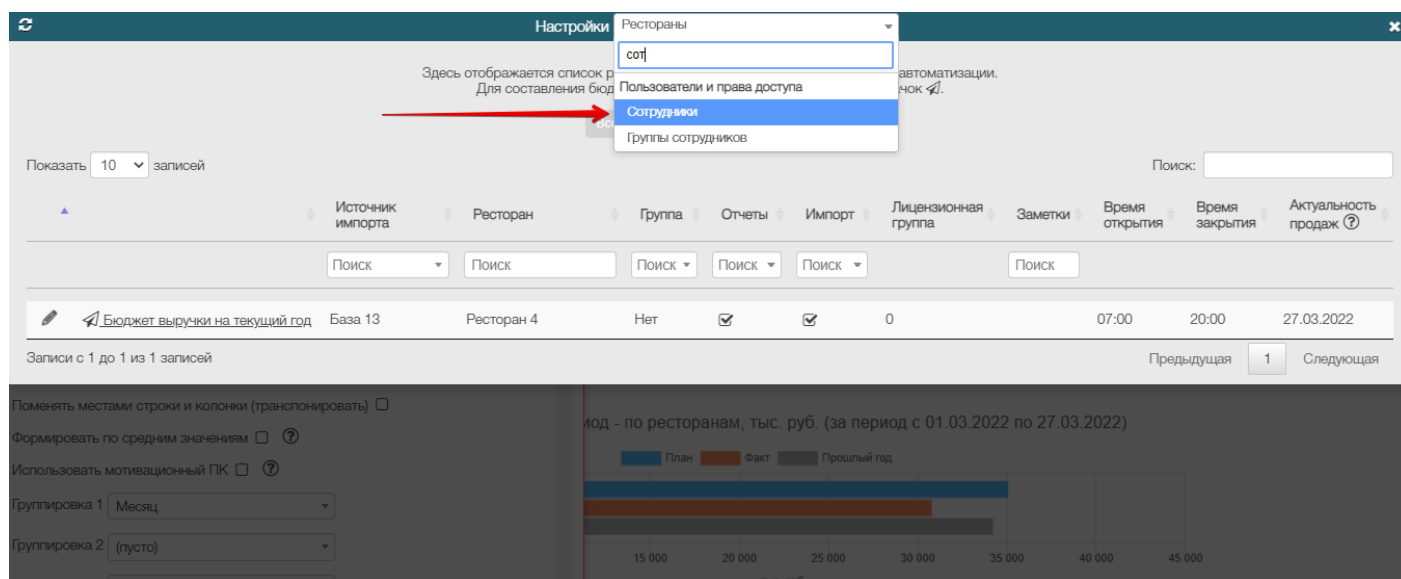 Настройки Рестораны
сот
Здесь отображается список р автоматизации.
Для составления бюд чок
Пользователи и права доступа
Сотрудники
Группы сотрудников
Показать 10 записей Поиск:
Источник импорта Ресторан Группа Отчеты Импорт Лицензионная группа Заметки Время открытия Время закрытия Актуальность продаж ?
Поиск Поиск Поиск Поиск Поиск Поиск
Бюджет выручки на текущий год База 13 Ресторан 4 Нет 0 07:00 20:00 27.03.2022
Записи с 1 до 1 из 1 записей Предыдущая 1 Следующая
Поменять местами строки и колонки (транспонировать)
Формировать по средним значениям ?
Использовать мотивационный ПК ?
Группировка 1 Месяц
Группировка 2 (пусто)
иод - по ресторанам, тыс. руб. (за период с 01.03.2022 по 27.03.2022)
План Факт Прошлый год
15 000 20 000 25 000 30 000 35 000 40 000 45 000